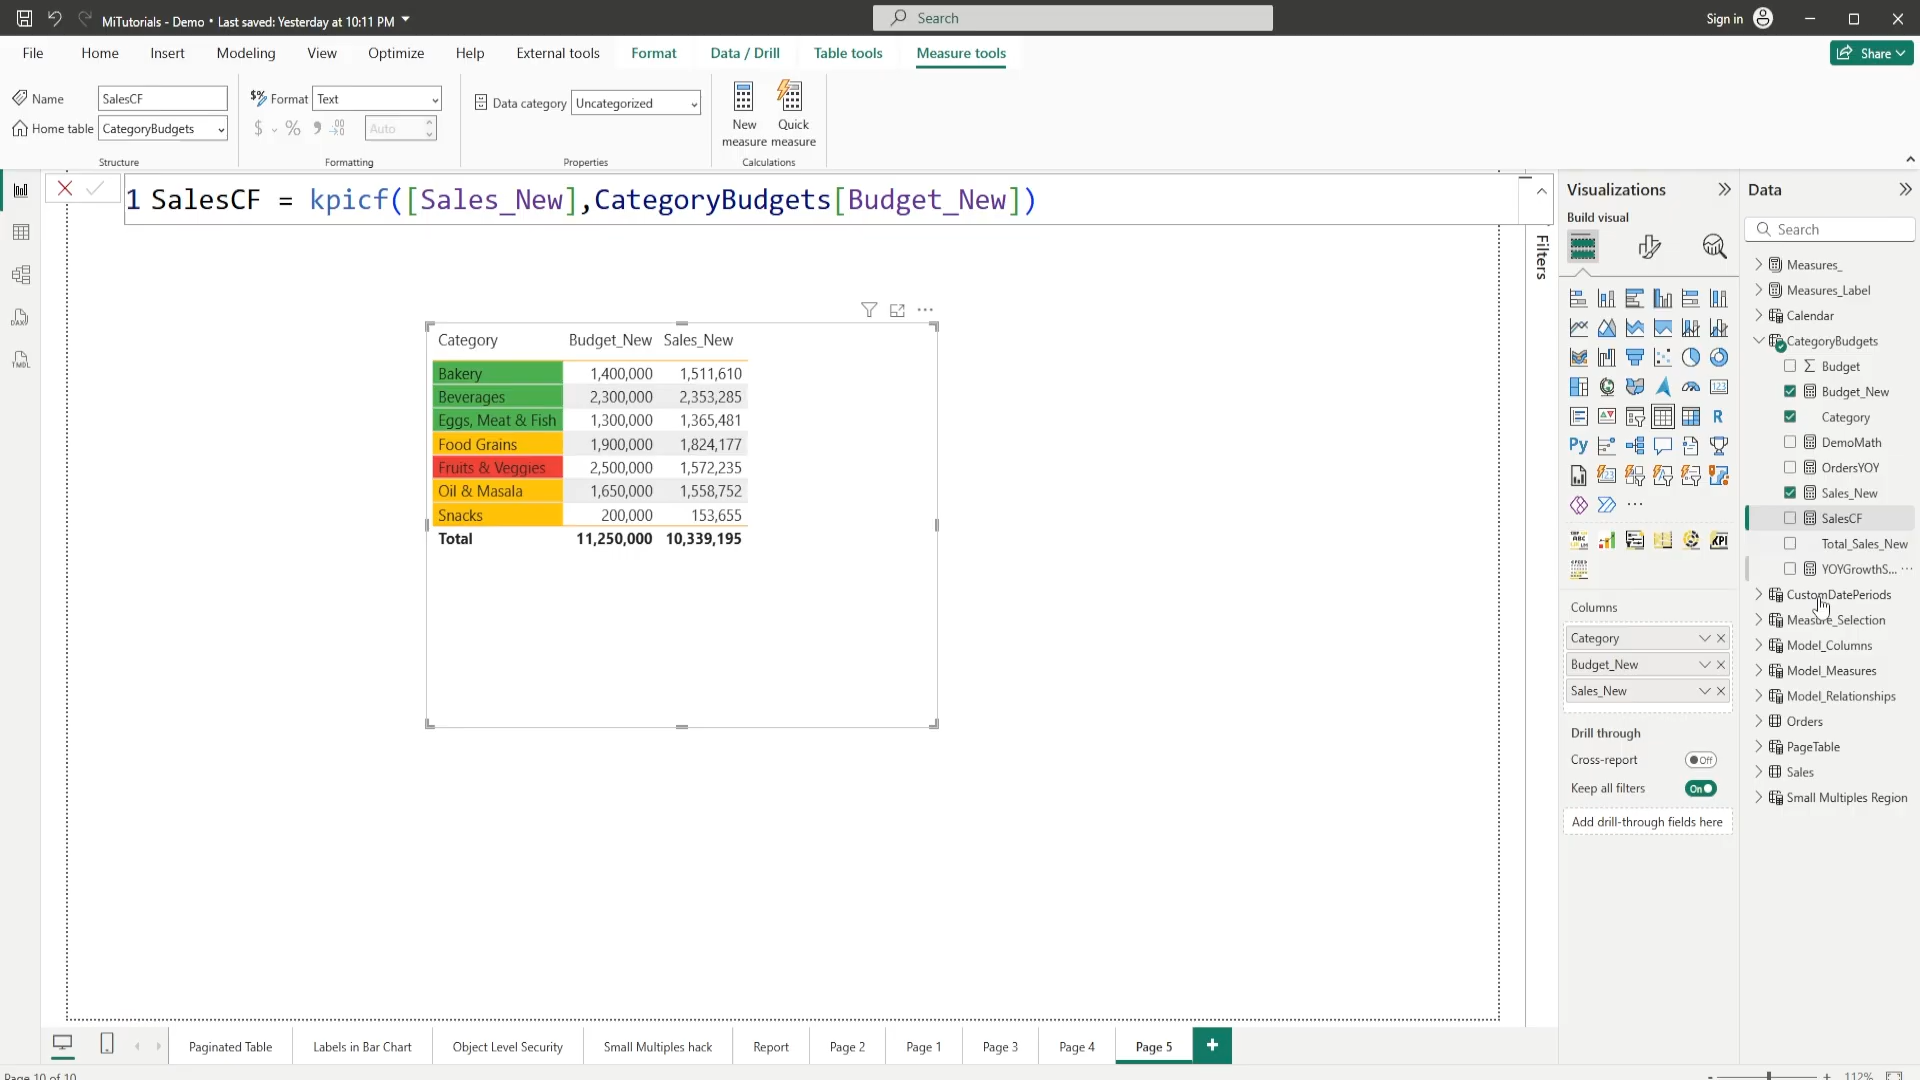 MiTutorials - Demo • Last saved: Yesterday at 10:11 PM
Search
Sign in
File
Home
Insert
Modeling
View
Optimize
Help
External tools
Format
Data / Drill
Table tools
Measure tools
Share
Name
SalesCF
Home table
CategoryBudgets
Structure
Format
Text
$
%
Auto
Formatting
Data category
Uncategorized
Properties
New
measure
Quick
measure
Calculations
1 SalesCF = kpicf([Sales_New],CategoryBudgets[Budget_New])
DAX
TMDL
Filters
Category Budget_New Sales_New
Bakery 1,400,000 1,511,610
Beverages 2,300,000 2,353,285
Eggs, Meat & Fish 1,300,000 1,365,481
Food Grains 1,900,000 1,824,177
Fruits & Veggies 2,500,000 1,572,235
Oil & Masala 1,650,000 1,558,752
Snacks 200,000 153,655
Total 11,250,000 10,339,195
Visualizations
Build visual
123
R
Py
KPI
Columns
Category
Budget_New
Sales_New
Drill through
Cross-report
Off
Keep all filters
On
Add drill-through fields here
Data
Search
Measures_
Measures_Label
Calendar
CategoryBudgets
Budget
Budget_New
Category
DemoMath
OrdersYOY
Sales_New
SalesCF
Total_Sales_New
YOYGrowthS...
CustomDatePeriods
Measure_Selection
Model_Columns
Model_Measures
Model_Relationships
Orders
PageTable
Sales
Small Multiples Region
Paginated Table
Labels in Bar Chart
Object Level Security
Small Multiples hack
Report
Page 2
Page 1
Page 3
Page 4
Page 5
+
Page 10 of 10
112%